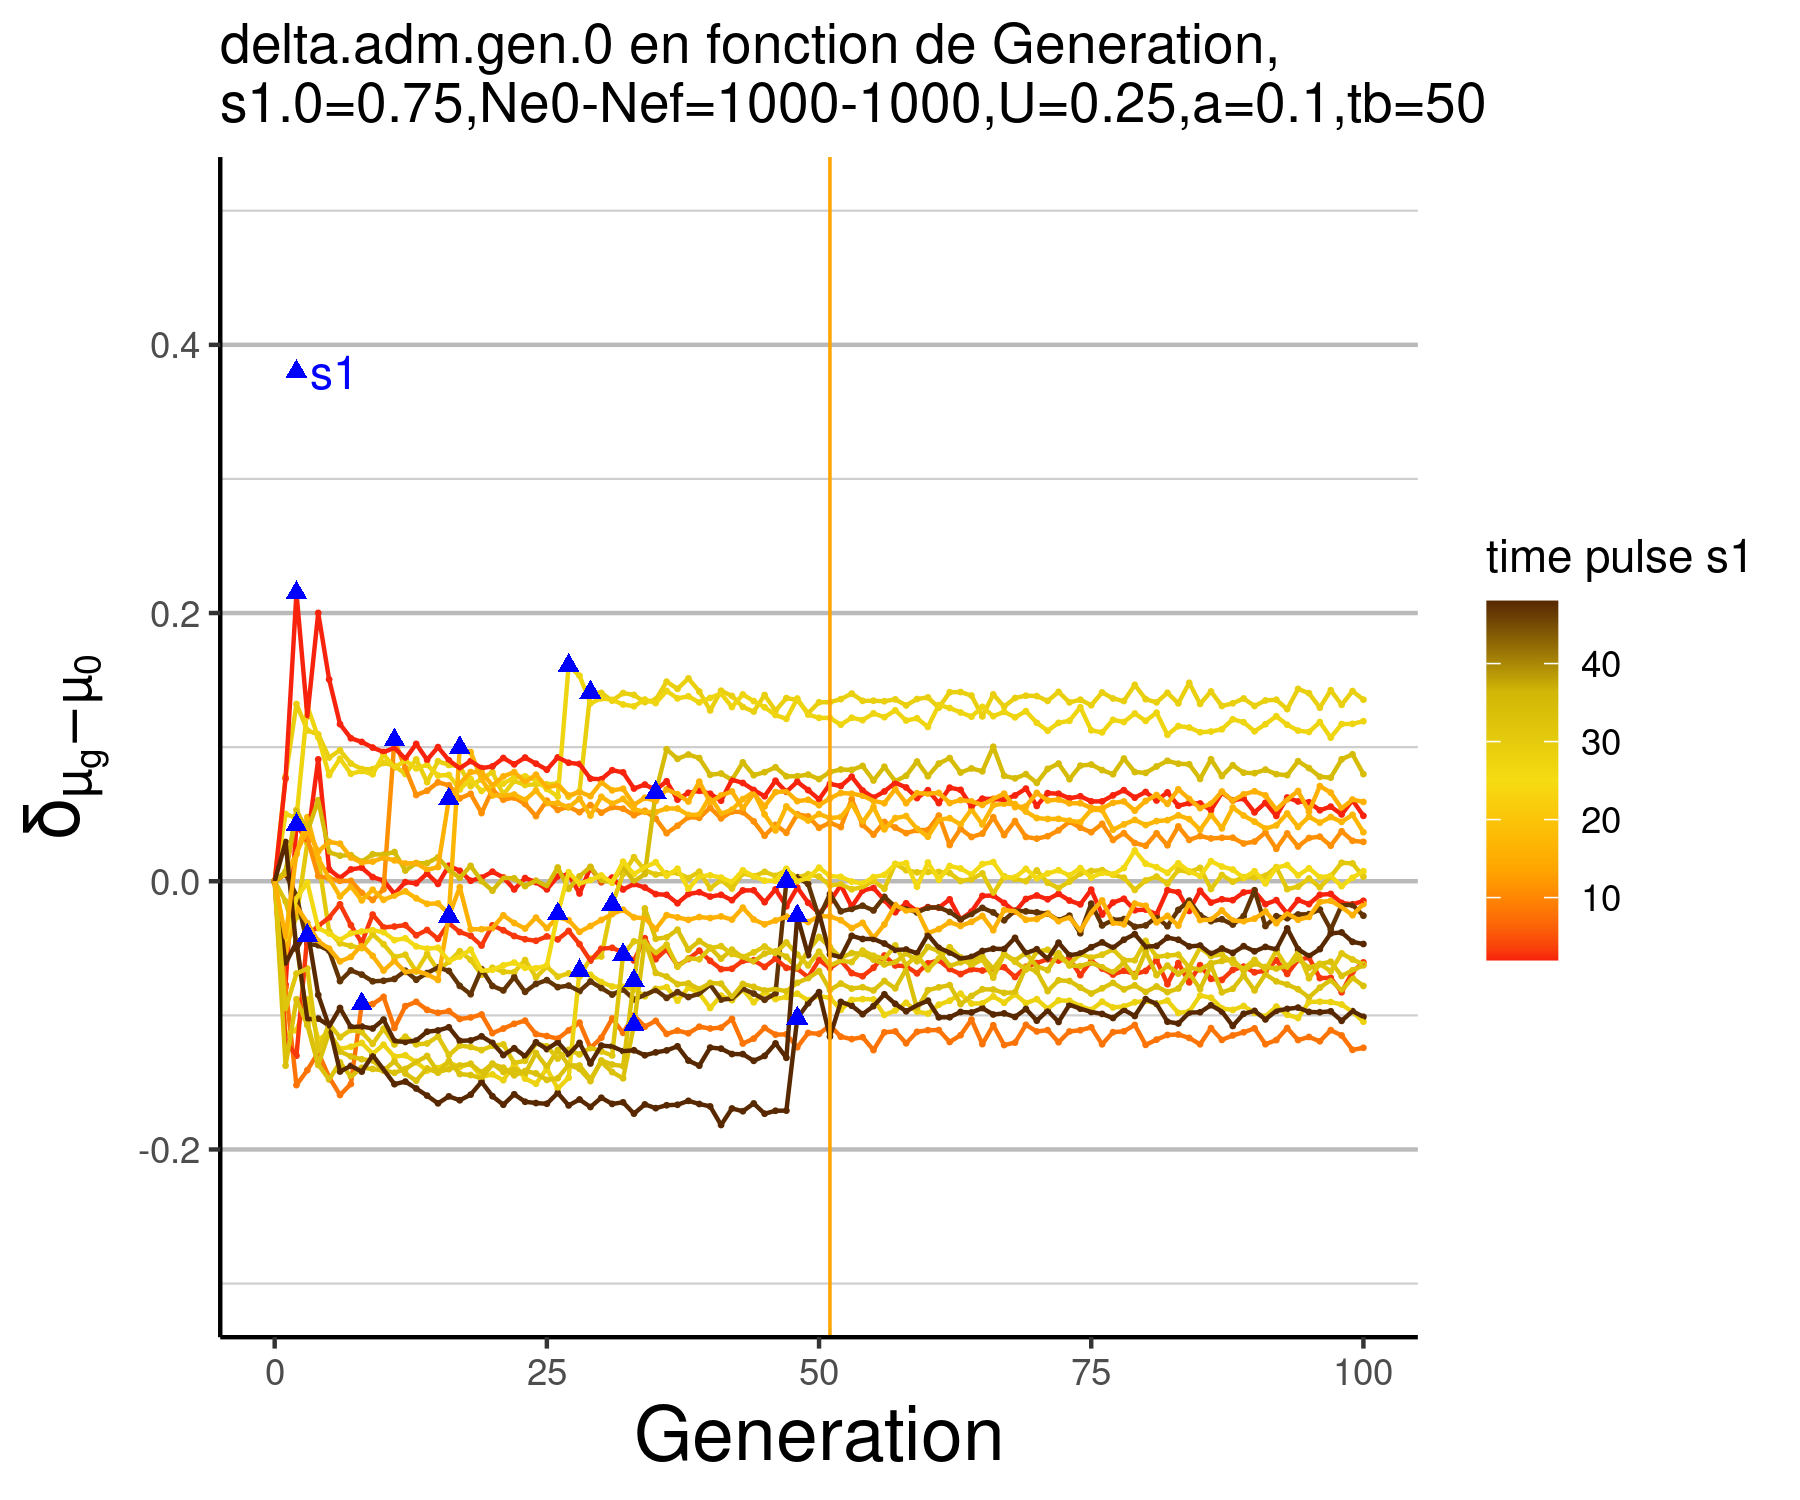 delta.adm.gen.0 en fonction de Generation,
s1.0=0.75,Ne0-Nef=1000-1000,U=0.25,a=0.1,tb=50
s1
0.4
0.2
0.0
-0.2
δμg−μ0
0
25
50
75
100
Generation
time pulse s1
40
30
20
10